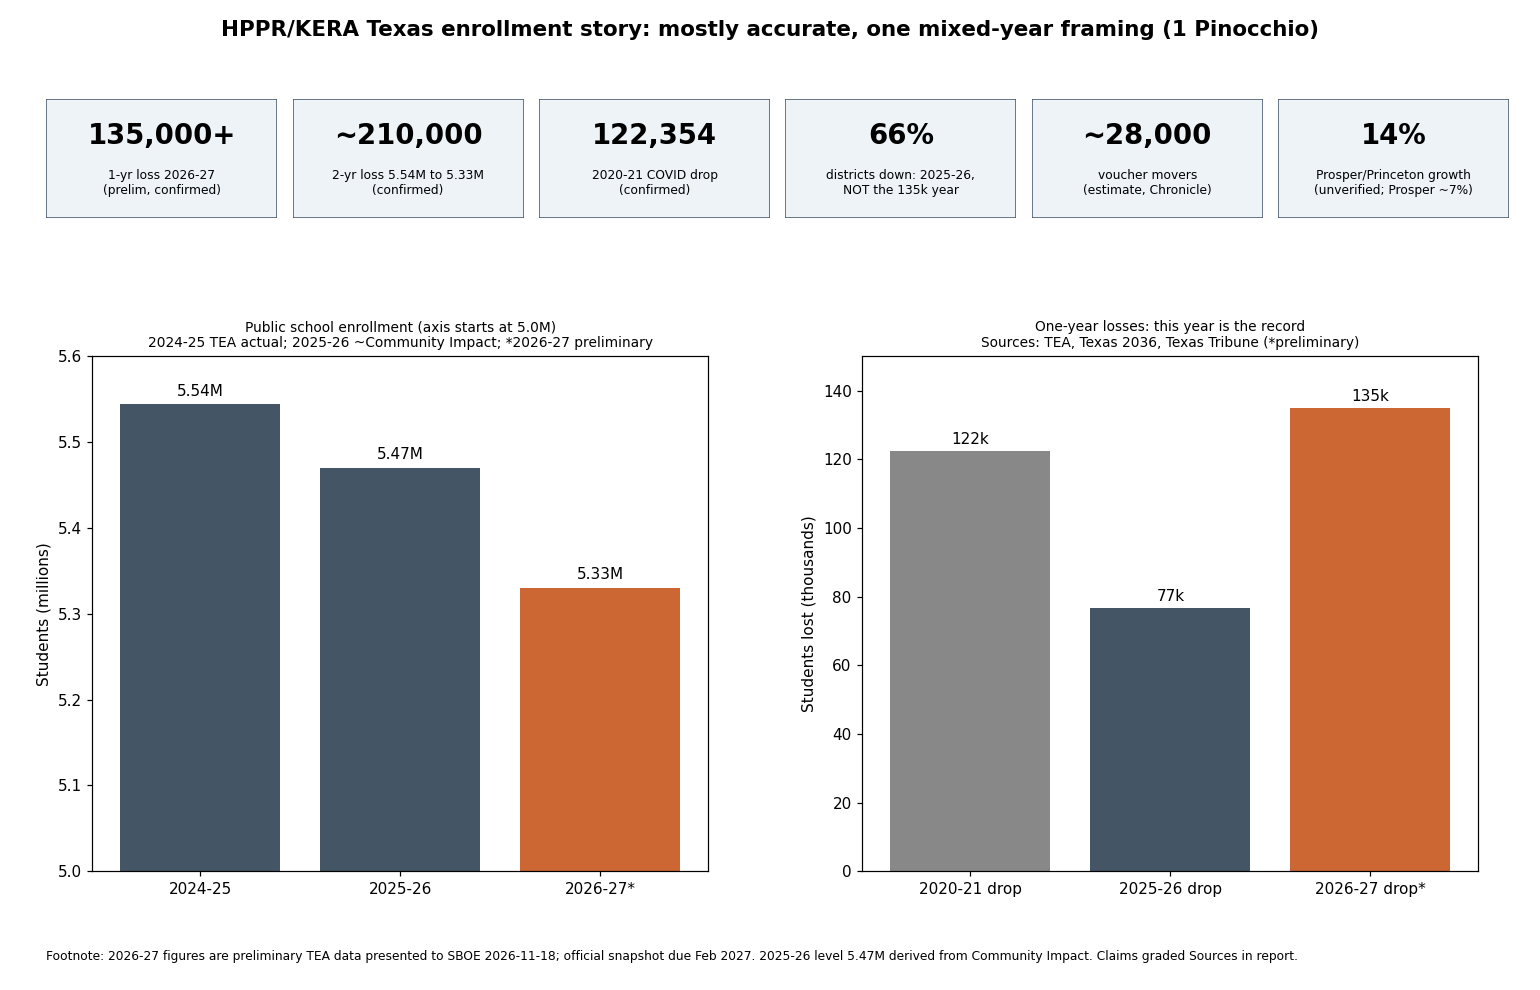 HPPR/KERA Texas enrollment story: mostly accurate, one mixed-year framing (1 Pinocchio)
135,000+
1-yr loss 2026-27
(prelim, confirmed)
~210,000
2-yr loss 5.54M to 5.33M
(confirmed)
122,354
2020-21 COVID drop
(confirmed)
66%
districts down: 2025-26,
NOT the 135k year
~28,000
voucher movers
(estimate, Chronicle)
14%
Prosper/Princeton growth
(unverified; Prosper ~7%)
Public school enrollment (axis starts at 5.0M)
2024-25 TEA actual; 2025-26 ~Community Impact; *2026-27 preliminary
Students (millions)
5.6
5.5
5.4
5.3
5.2
5.1
5.0
5.54M
5.47M
5.33M
2024-25
2025-26
2026-27*
One-year losses: this year is the record
Sources: TEA, Texas 2036, Texas Tribune (*preliminary)
Students lost (thousands)
140
120
100
80
60
40
20
0
122k
77k
135k
2020-21 drop
2025-26 drop
2026-27 drop*
Footnote: 2026-27 figures are preliminary TEA data presented to SBOE 2026-11-18; official snapshot due Feb 2027. 2025-26 level 5.47M derived from Community Impact. Claims graded Sources in report.